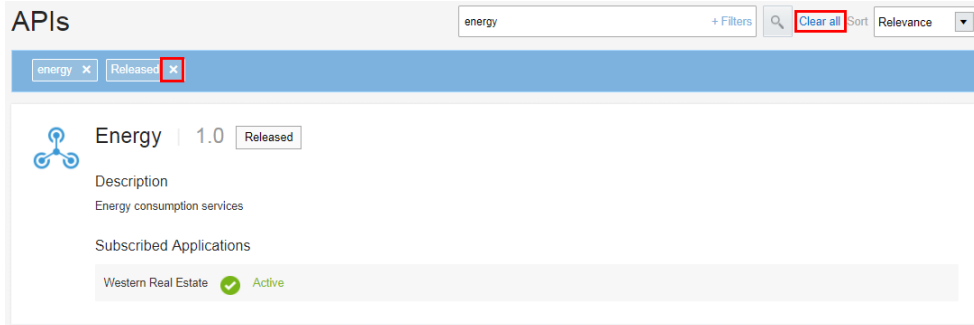 APIs
energy + Filters Clear all Sort Relevance
energy × Released ×
Energy 1.0 Released
Description
Energy consumption services
Subscribed Applications
Western Real Estate Active